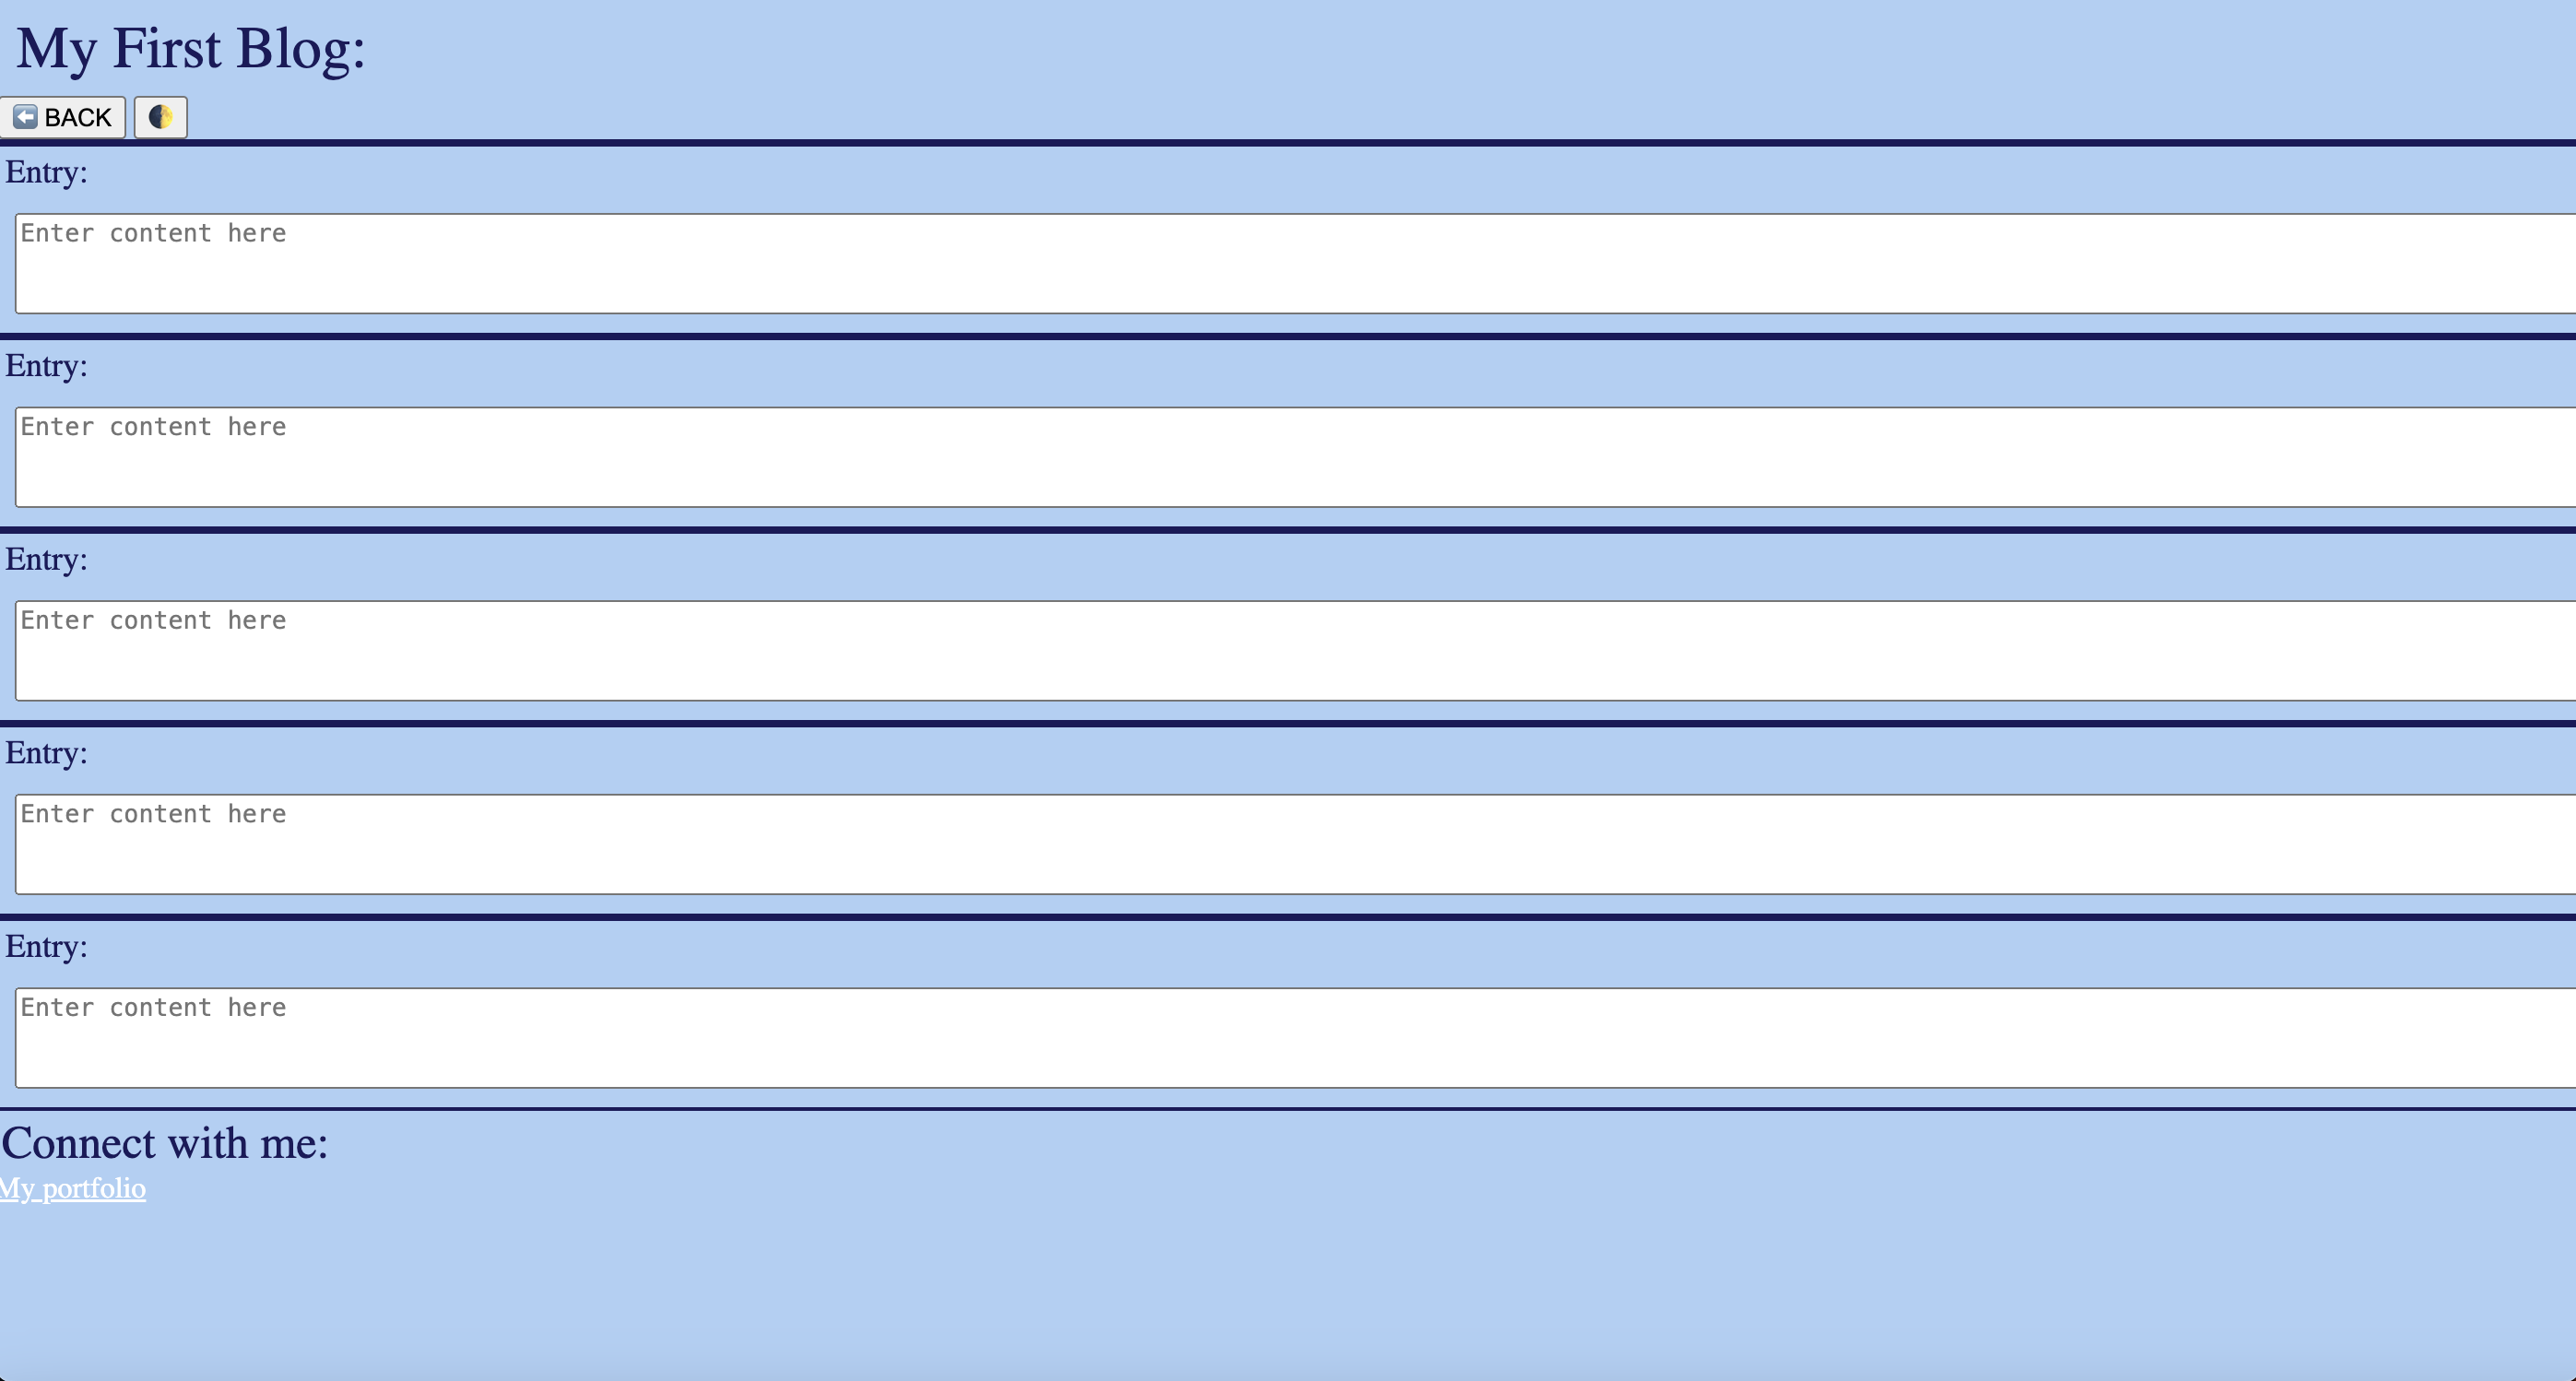 My First Blog:
⬅️ BACK 🌓
Entry:
Enter content here
Entry:
Enter content here
Entry:
Enter content here
Entry:
Enter content here
Entry:
Enter content here
Connect with me:
My portfolio